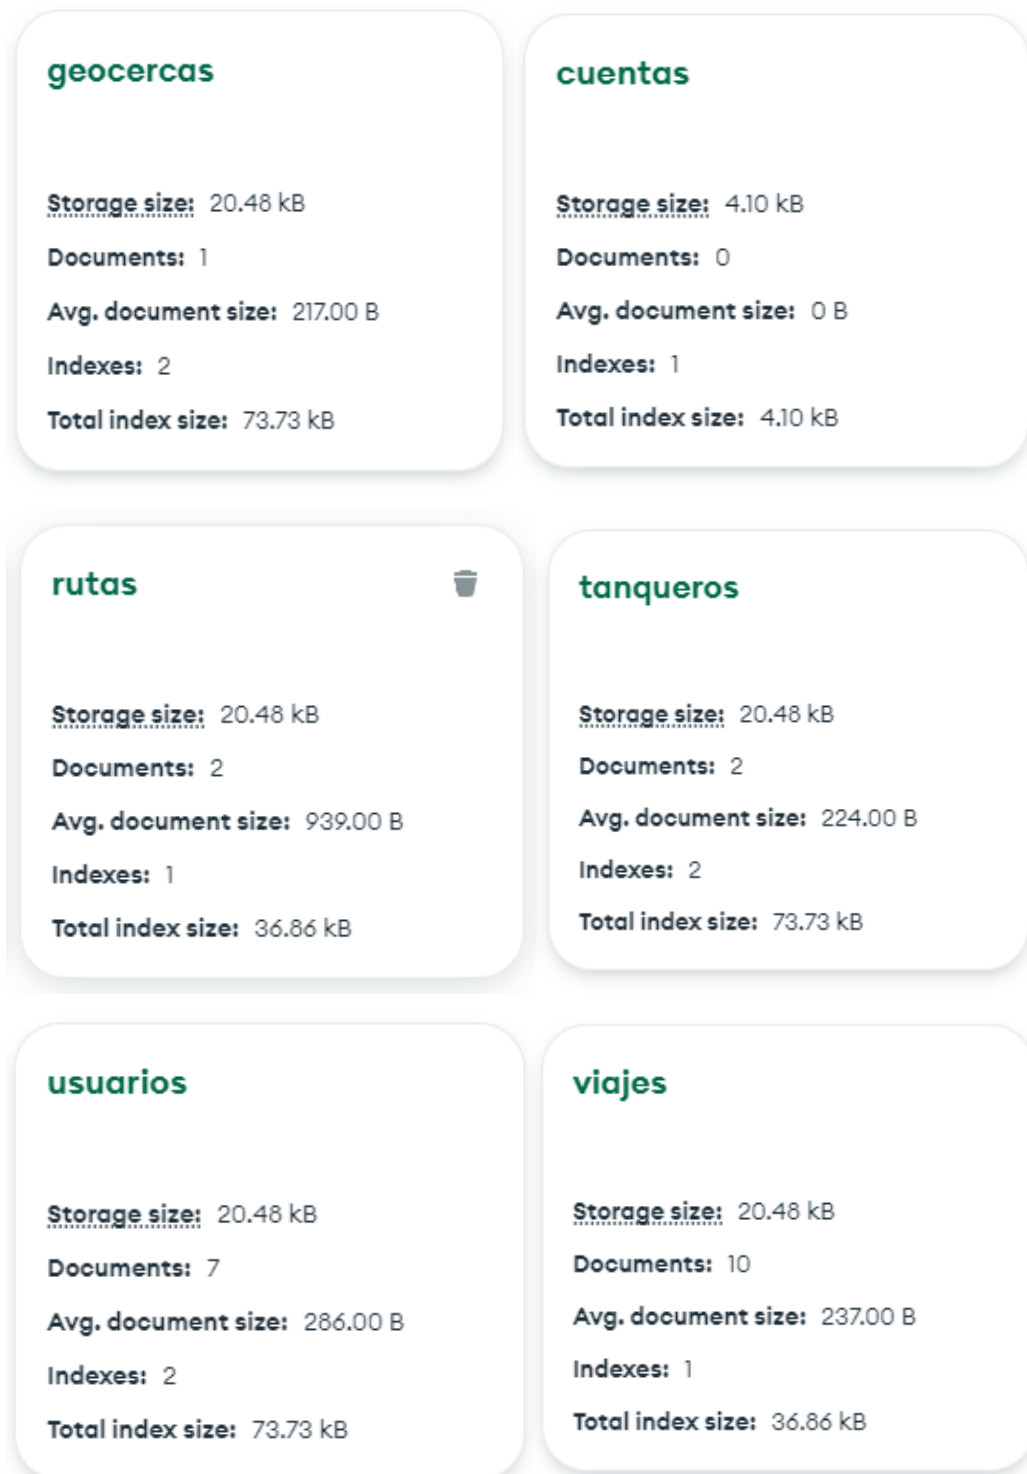 geocercas
Storage size: 20.48 kB
Documents: 1
Avg. document size: 217.00 B
Indexes: 2
Total index size: 73.73 kB
cuentas
Storage size: 4.10 kB
Documents: 0
Avg. document size: 0 B
Indexes: 1
Total index size: 4.10 kB
rutas
Storage size: 20.48 kB
Documents: 2
Avg. document size: 939.00 B
Indexes: 1
Total index size: 36.86 kB
tanqueros
Storage size: 20.48 kB
Documents: 2
Avg. document size: 224.00 B
Indexes: 2
Total index size: 73.73 kB
usuarios
Storage size: 20.48 kB
Documents: 7
Avg. document size: 286.00 B
Indexes: 2
Total index size: 73.73 kB
viajes
Storage size: 20.48 kB
Documents: 10
Avg. document size: 237.00 B
Indexes: 1
Total index size: 36.86 kB